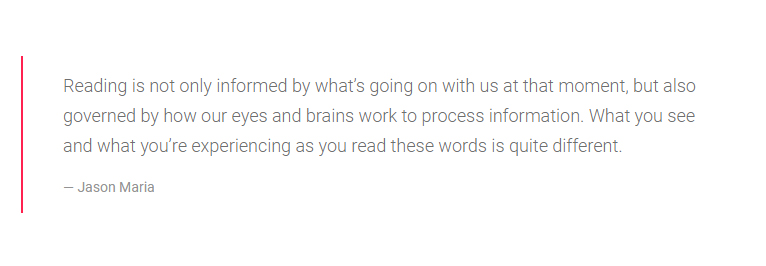 Reading is not only informed by what’s going on with us at that moment, but also
governed by how our eyes and brains work to process information. What you see
and what you’re experiencing as you read these words is quite different.
— Jason Maria